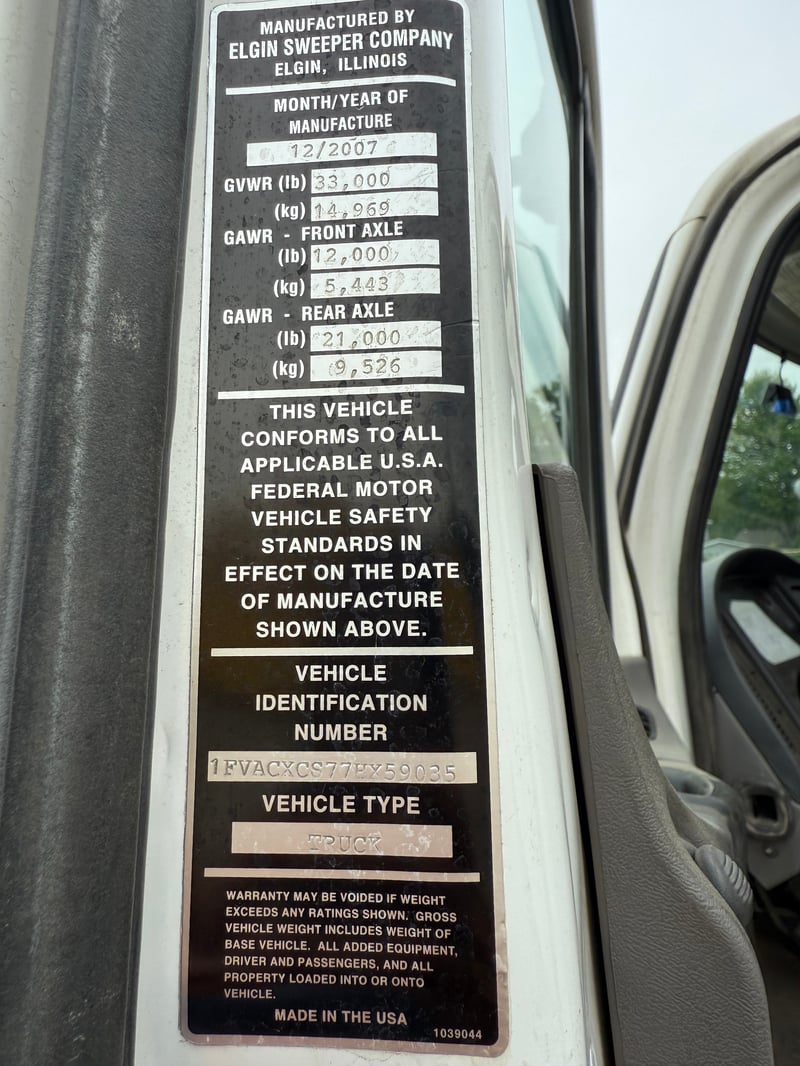 MANUFACTURED BY
ELGIN SWEEPER COMPANY
ELGIN, ILLINOIS
MONTH/YEAR OF
MANUFACTURE
12/2007
GVWR (lb) 33,000
(kg) 14,969
GAWR - FRONT AXLE
(lb) 12,000
(kg) 5,443
GAWR - REAR AXLE
(lb) 21,000
(kg) 9,526
THIS VEHICLE
CONFORMS TO ALL
APPLICABLE U.S.A.
FEDERAL MOTOR
VEHICLE SAFETY
STANDARDS IN
EFFECT ON THE DATE
OF MANUFACTURE
SHOWN ABOVE.
VEHICLE
IDENTIFICATION
NUMBER
1FVACXCS77HX59035
VEHICLE TYPE
TRUCK
WARRANTY MAY BE VOIDED IF WEIGHT
EXCEEDS ANY RATINGS SHOWN. GROSS
VEHICLE WEIGHT INCLUDES WEIGHT OF
BASE VEHICLE. ALL ADDED EQUIPMENT,
DRIVER AND PASSENGERS, AND ALL
PROPERTY LOADED INTO OR ONTO
VEHICLE.
MADE IN THE USA
1039044